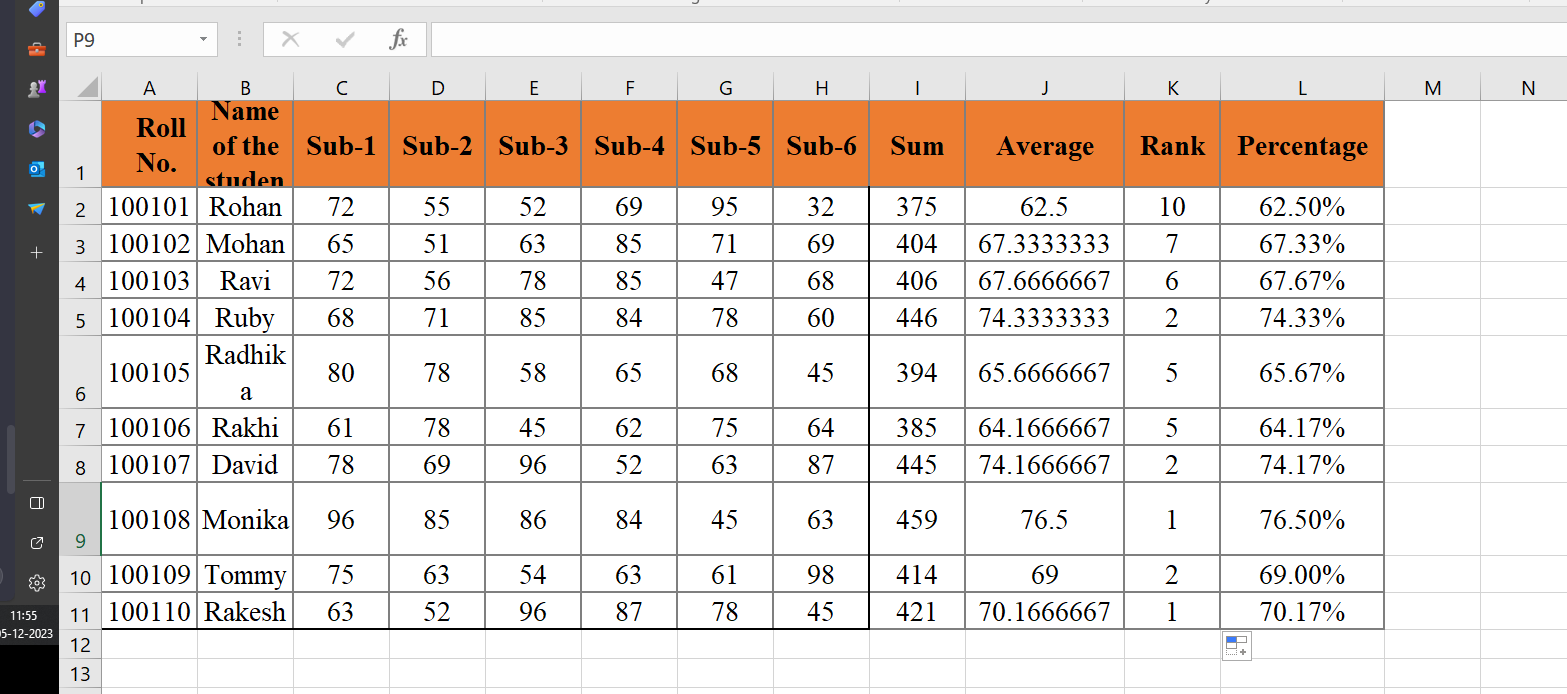 P9 fx
A B C D E F G H I J K L M N
1 Roll No. Name of the studen Sub-1 Sub-2 Sub-3 Sub-4 Sub-5 Sub-6 Sum Average Rank Percentage
2 100101 Rohan 72 55 52 69 95 32 375 62.5 10 62.50%
3 100102 Mohan 65 51 63 85 71 69 404 67.3333333 7 67.33%
4 100103 Ravi 72 56 78 85 47 68 406 67.6666667 6 67.67%
5 100104 Ruby 68 71 85 84 78 60 446 74.3333333 2 74.33%
6 100105 Radhika 80 78 58 65 68 45 394 65.6666667 5 65.67%
7 100106 Rakhi 61 78 45 62 75 64 385 64.1666667 5 64.17%
8 100107 David 78 69 96 52 63 87 445 74.1666667 2 74.17%
9 100108 Monika 96 85 86 84 45 63 459 76.5 1 76.50%
10 100109 Tommy 75 63 54 63 61 98 414 69 2 69.00%
11 100110 Rakesh 63 52 96 87 78 45 421 70.1666667 1 70.17%
12
13
11:55
5-12-2023